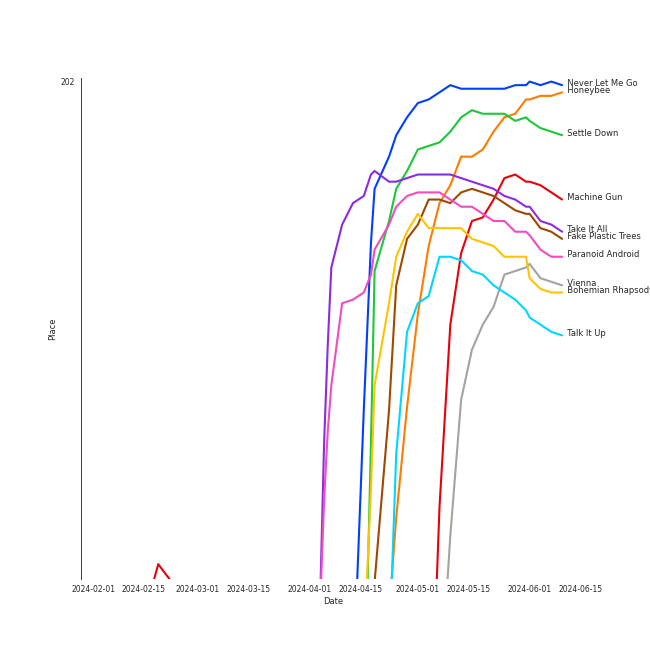 202
Never Let Me Go
Honeybee
Settle Down
Machine Gun
Take It All
Fake Plastic Trees
Paranoid Android
Vienna
Bohemian Rhapsod
Talk It Up
Place
2024-02-01 2024-02-15 2024-03-01 2024-03-15 2024-04-01 2024-04-15 2024-05-01 2024-05-15 2024-06-01 2024-06-15
Date